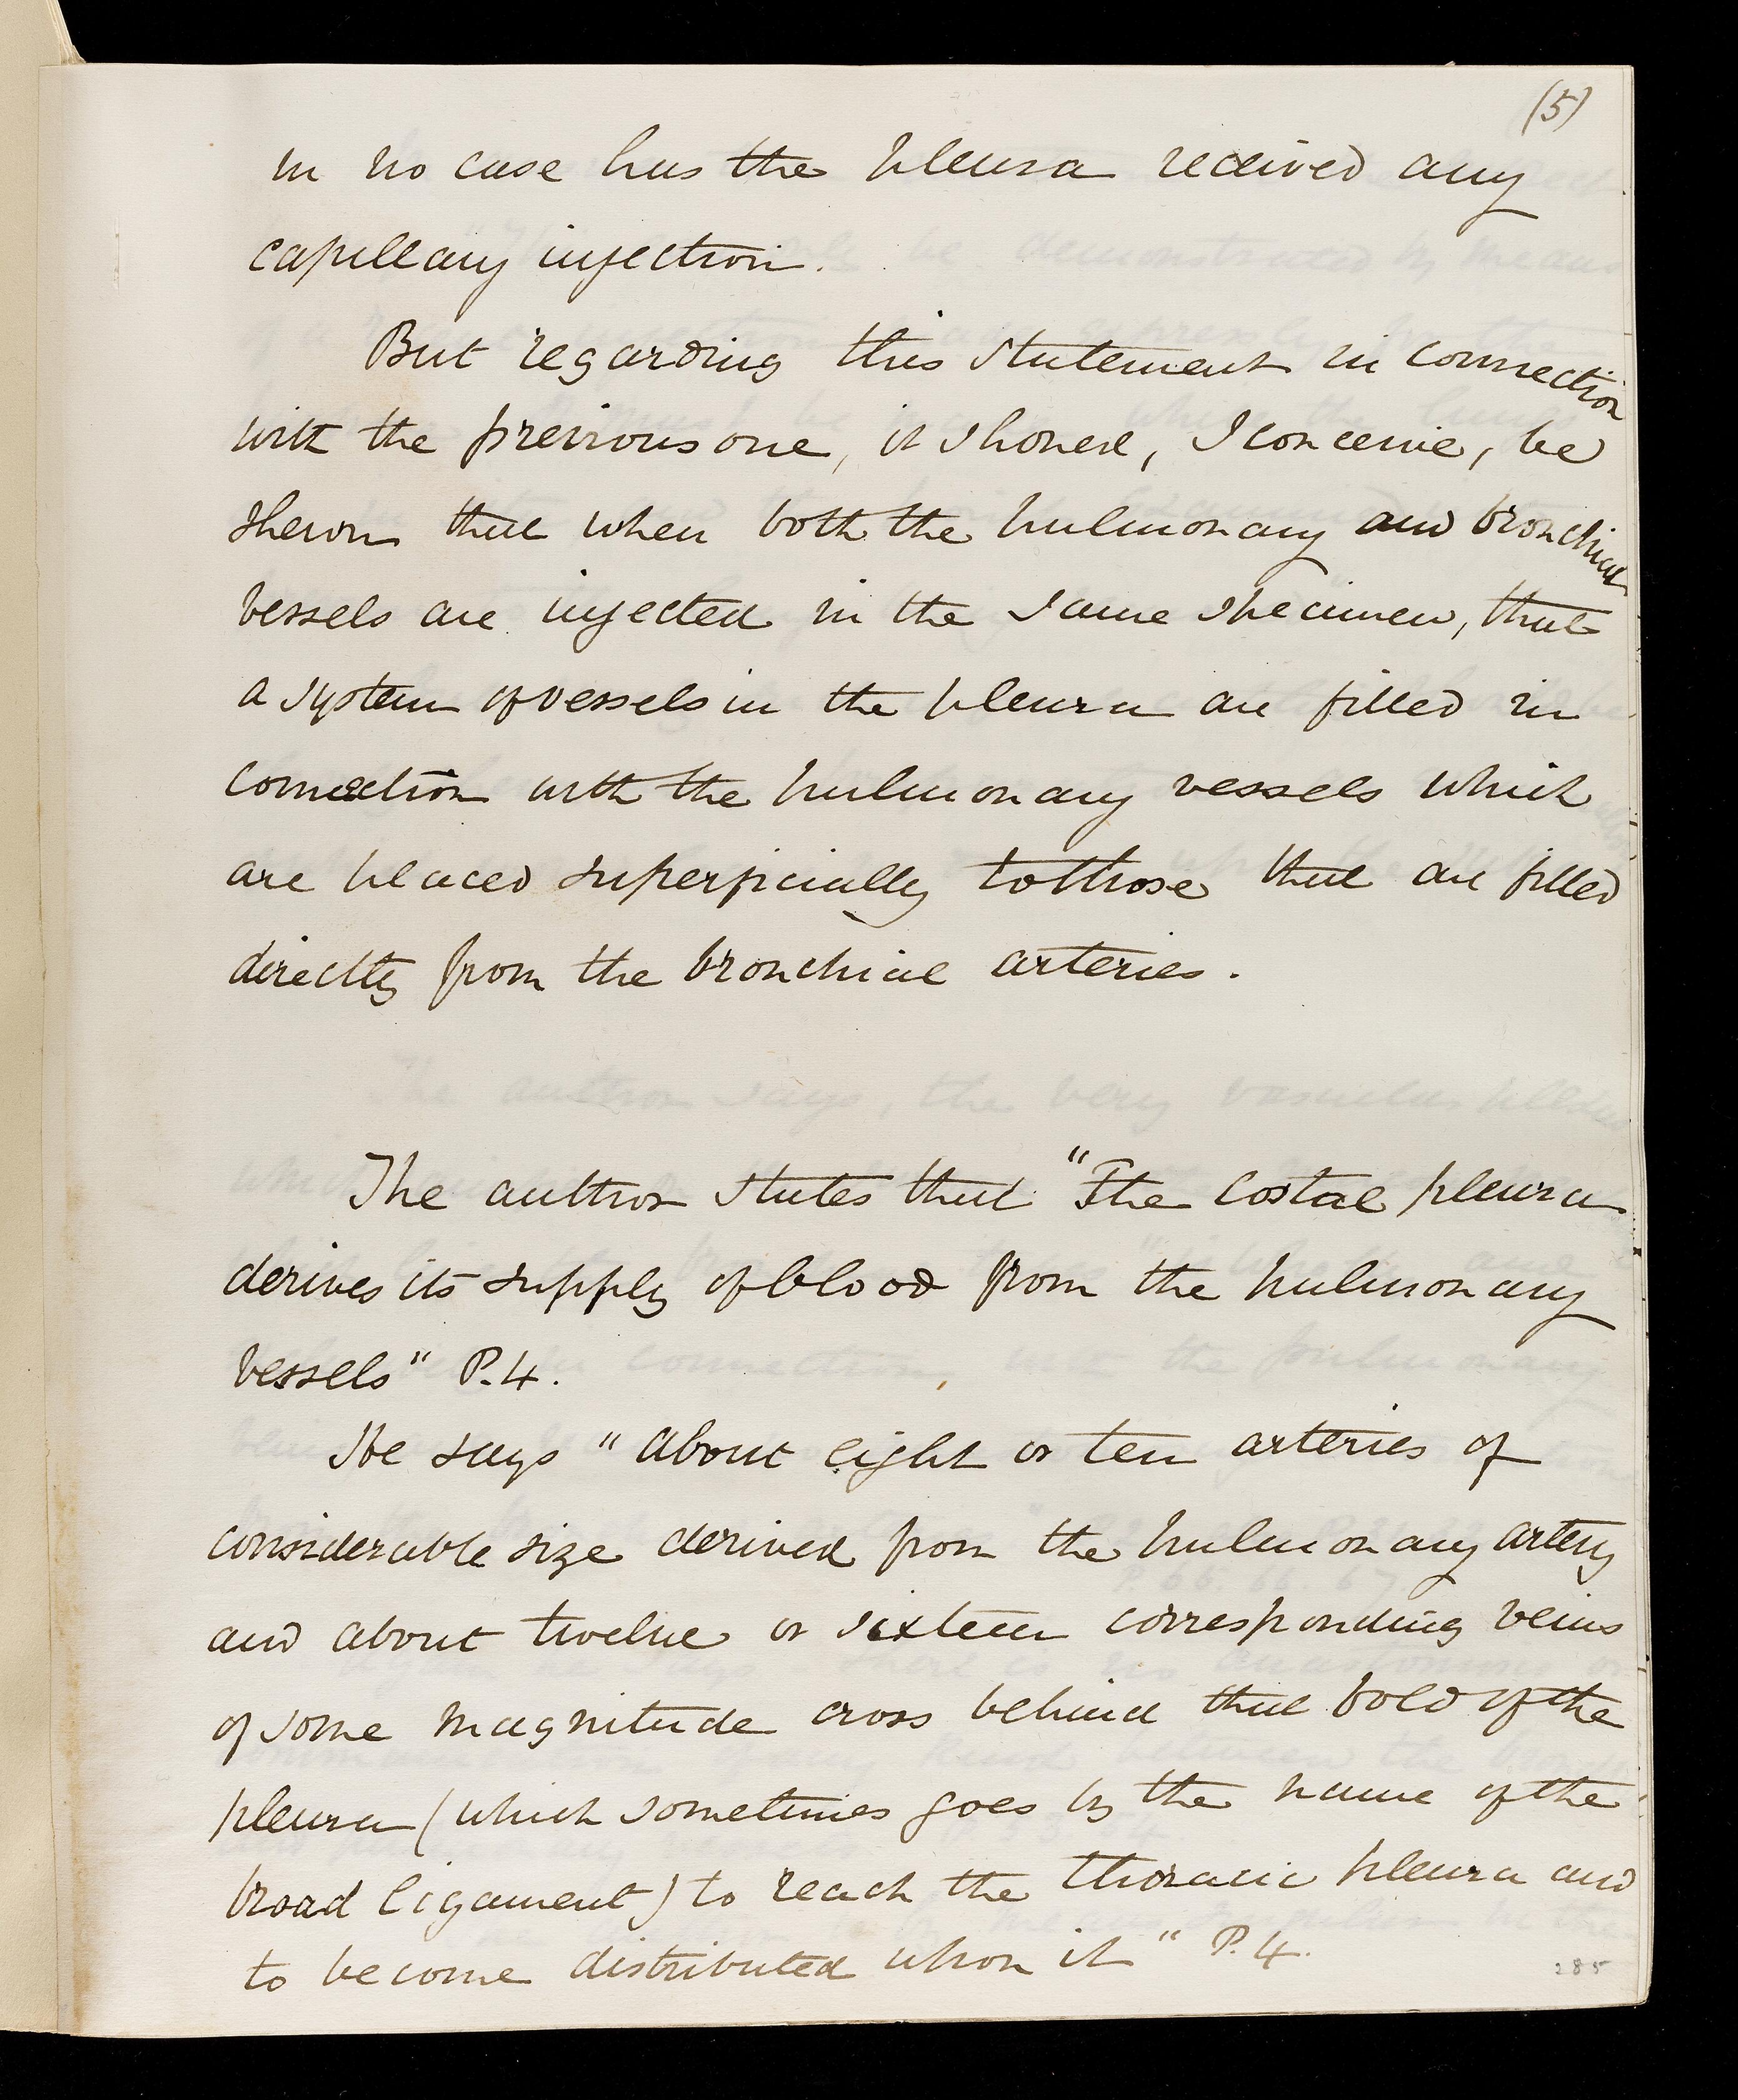 (5)
in no case has the pleura received any
capillary injection.
But regarding this statement in connection
with the previous one, it should, I conceive, be
shewn that when both the pulmonary and bronchial
vessels are injected in the same specimen, that
a system of vessels in the pleura are filled in
connection with the pulmonary vessels which
are placed superficially to those that are filled
directly from the bronchial arteries.
The author states that "The costal pleura
derives its supply of blood from the pulmonary
vessels" P. 4.
He says "about eight or ten arteries of
considerable size derived from the pulmonary artery
and about twelve or sixteen corresponding veins
of some magnitude cross behind that fold of the
pleura (which sometimes goes by the name of the
broad ligament) to reach the thoracic pleura and
to become distributed upon it" P. 4.
285